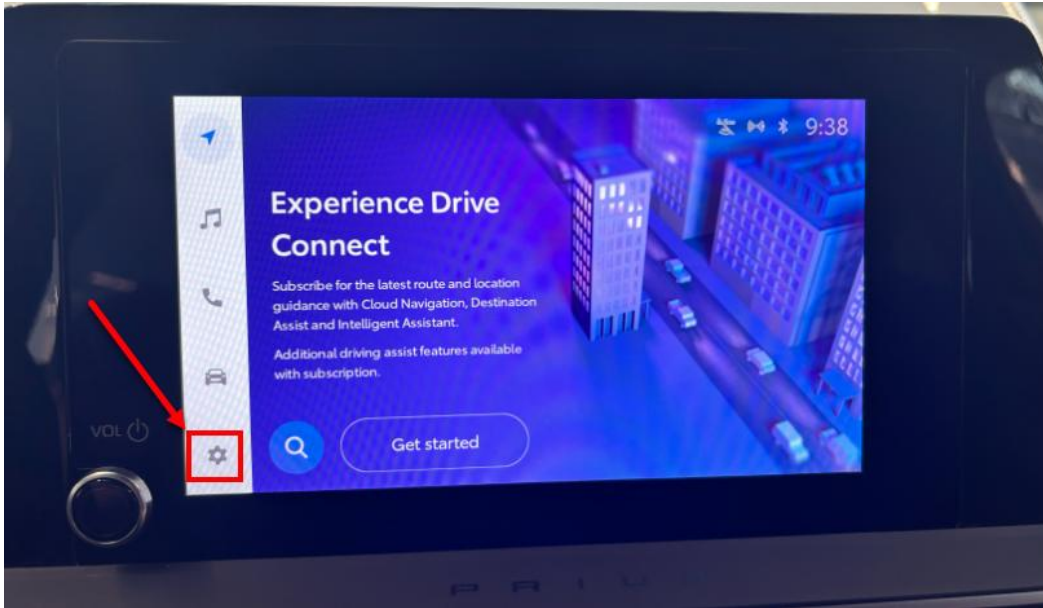 9:38
Experience Drive
Connect
Subscribe for the latest route and location
guidance with Cloud Navigation, Destination
Assist and Intelligent Assistant.
Additional driving assist features available
with subscription.
VOL
Get started
PRIU